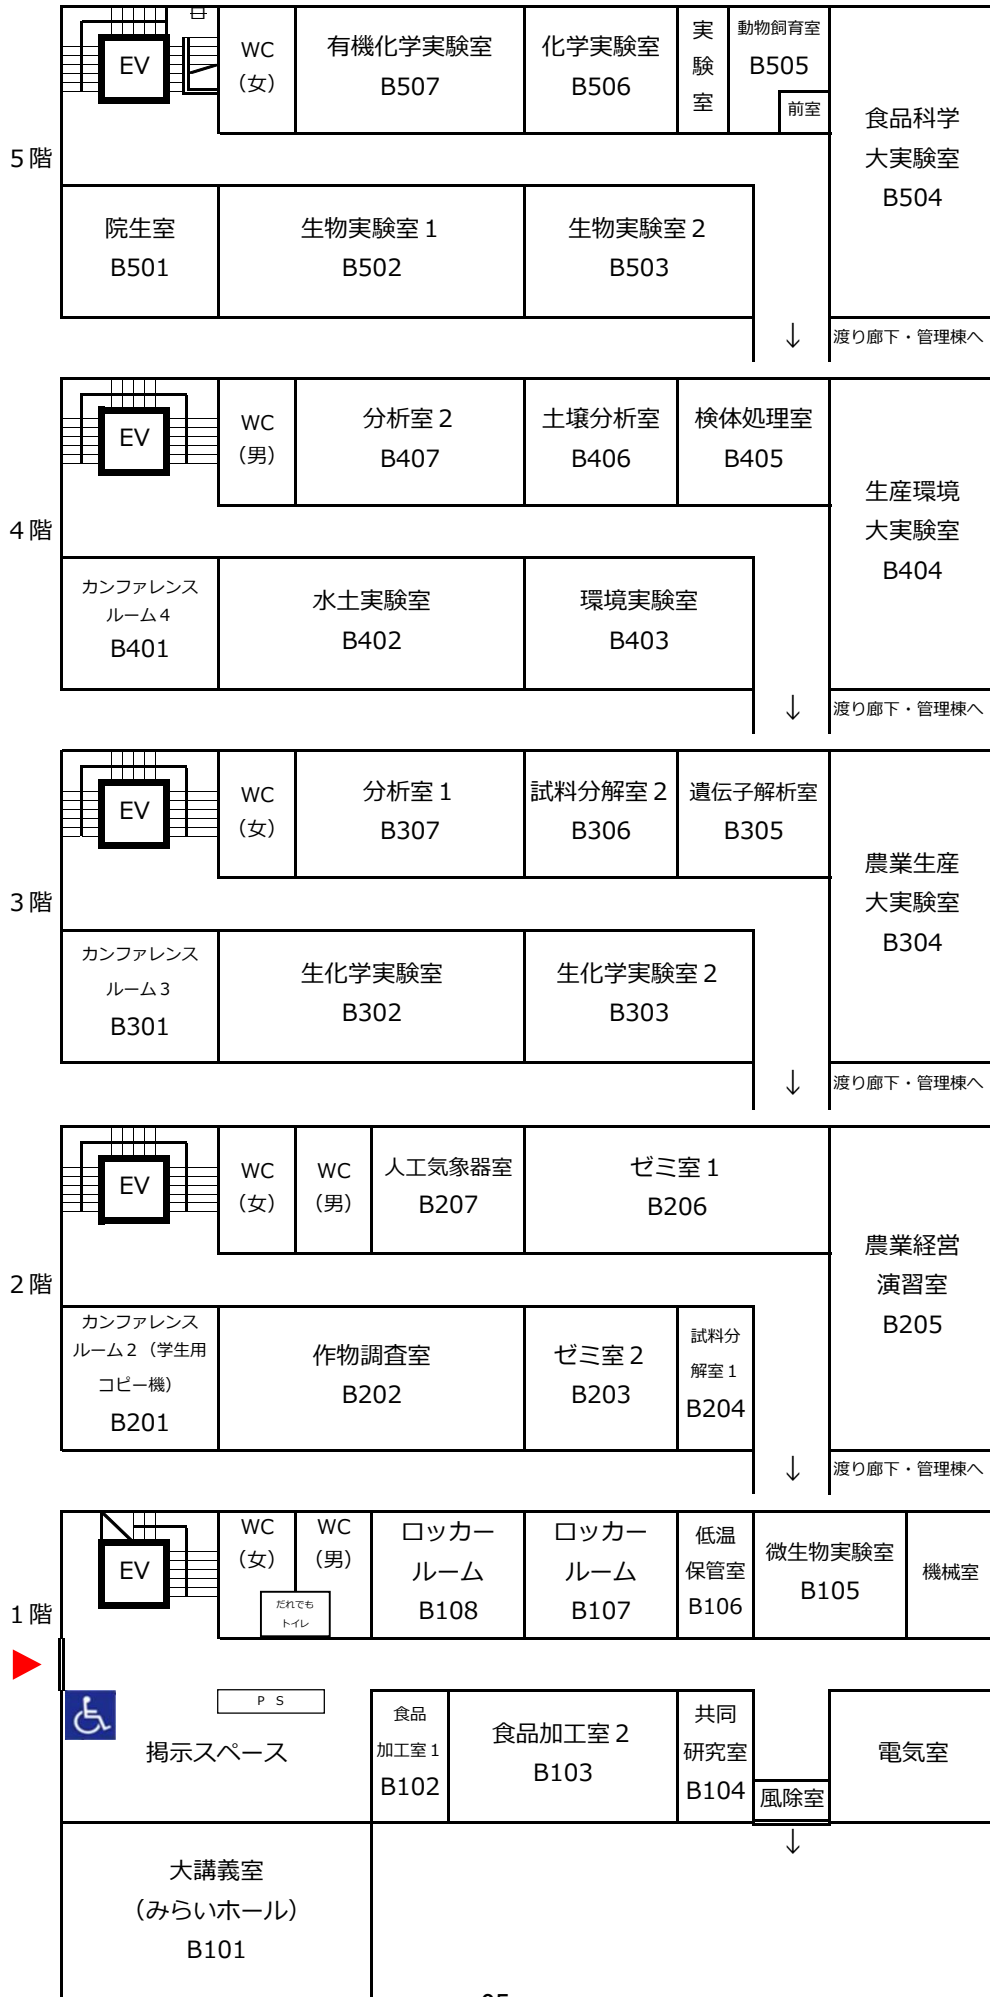 EV
WC
（女）
有機化学実験室
B507
化学実験室
B506
実
験
室
動物飼育室
B505
前室
食品科学
大実験室
B504
5階
院生室
B501
生物実験室１
B502
生物実験室２
B503
↓
渡り廊下・管理棟へ
EV
WC
（男）
分析室２
B407
土壌分析室
B406
検体処理室
B405
生産環境
大実験室
B404
4階
カンファレンス
ルーム４
B401
水土実験室
B402
環境実験室
B403
↓
渡り廊下・管理棟へ
EV
WC
（女）
分析室１
B307
試料分解室２
B306
遺伝子解析室
B305
農業生産
大実験室
B304
3階
カンファレンス
ルーム３
B301
生化学実験室
B302
生化学実験室２
B303
↓
渡り廊下・管理棟へ
EV
WC
（女）
WC
（男）
人工気象器室
B207
ゼミ室１
B206
農業経営
演習室
B205
2階
カンファレンス
ルーム２（学生用
コピー機）
B201
作物調査室
B202
ゼミ室２
B203
試料分
解室１
B204
↓
渡り廊下・管理棟へ
EV
WC
（女）
WC
（男）
だれでも
トイレ
ロッカー
ルーム
B108
ロッカー
ルーム
B107
低温
保管室
B106
微生物実験室
B105
機械室
1階
ＰＳ
掲示スペース
食品
加工室１
B102
食品加工室２
B103
共同
研究室
B104
風除室
↓
電気室
大講義室
（みらいホール）
B101